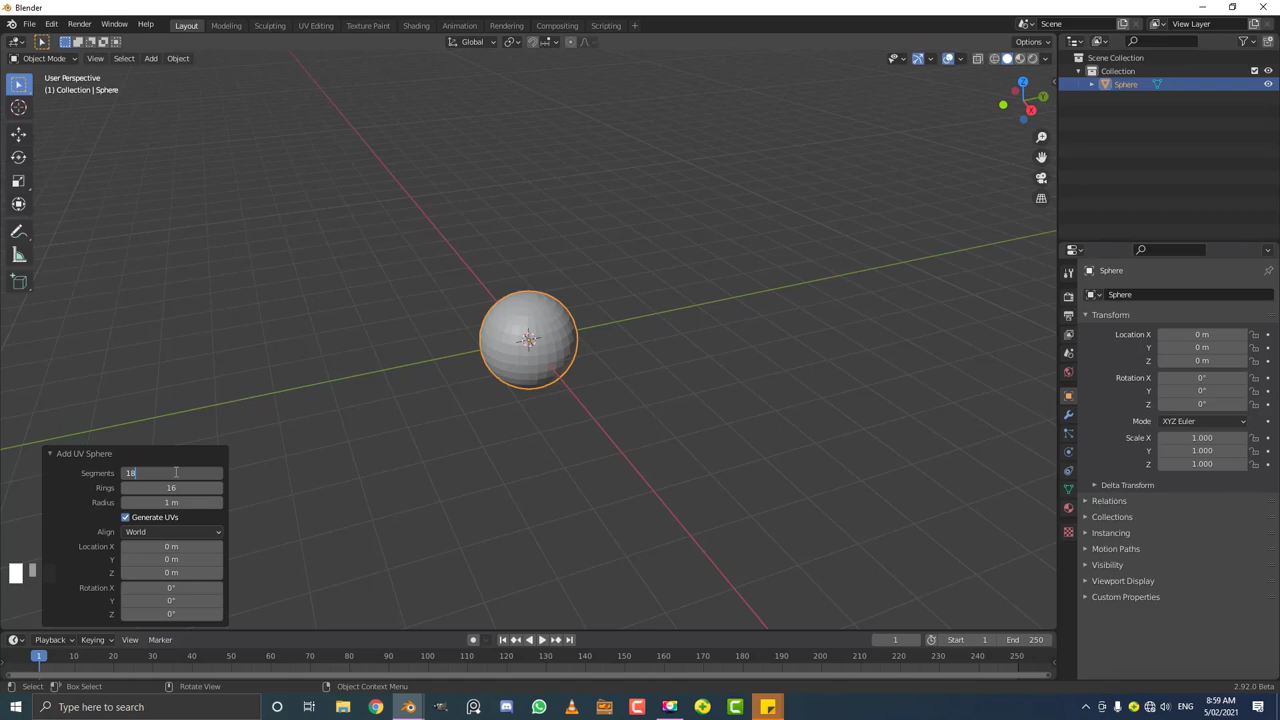 Blender
File Edit Render Window Help
Layout Modeling Sculpting UV Editing Texture Paint Shading Animation Rendering Compositing Scripting +
Scene
View Layer
Global
Options
Object Mode View Select Add Object
User Perspective
(1) Collection | Sphere
Z
Y
X
Scene Collection
Collection
Sphere
Sphere
Sphere
Transform
Location X 0 m
Y 0 m
Z 0 m
Rotation X 0°
Y 0°
Z 0°
Mode XYZ Euler
Scale X 1.000
Y 1.000
Z 1.000
Delta Transform
Relations
Collections
Instancing
Motion Paths
Visibility
Viewport Display
Custom Properties
Add UV Sphere
Segments 18
Rings 16
Radius 1 m
Generate UVs
Align World
Location X 0 m
Y 0 m
Z 0 m
Rotation X 0°
Y 0°
Z 0°
Playback Keying View Marker
1 Start 1 End 250
1 10 20 30 40 50 60 70 80 90 100 110 120 130 140 150 160 170 180 190 200 210 220 230 240 250
Select Box Select Rotate View Object Context Menu 2.92.0 Beta
Type here to search
ENG
8:59 AM
5/02/2021